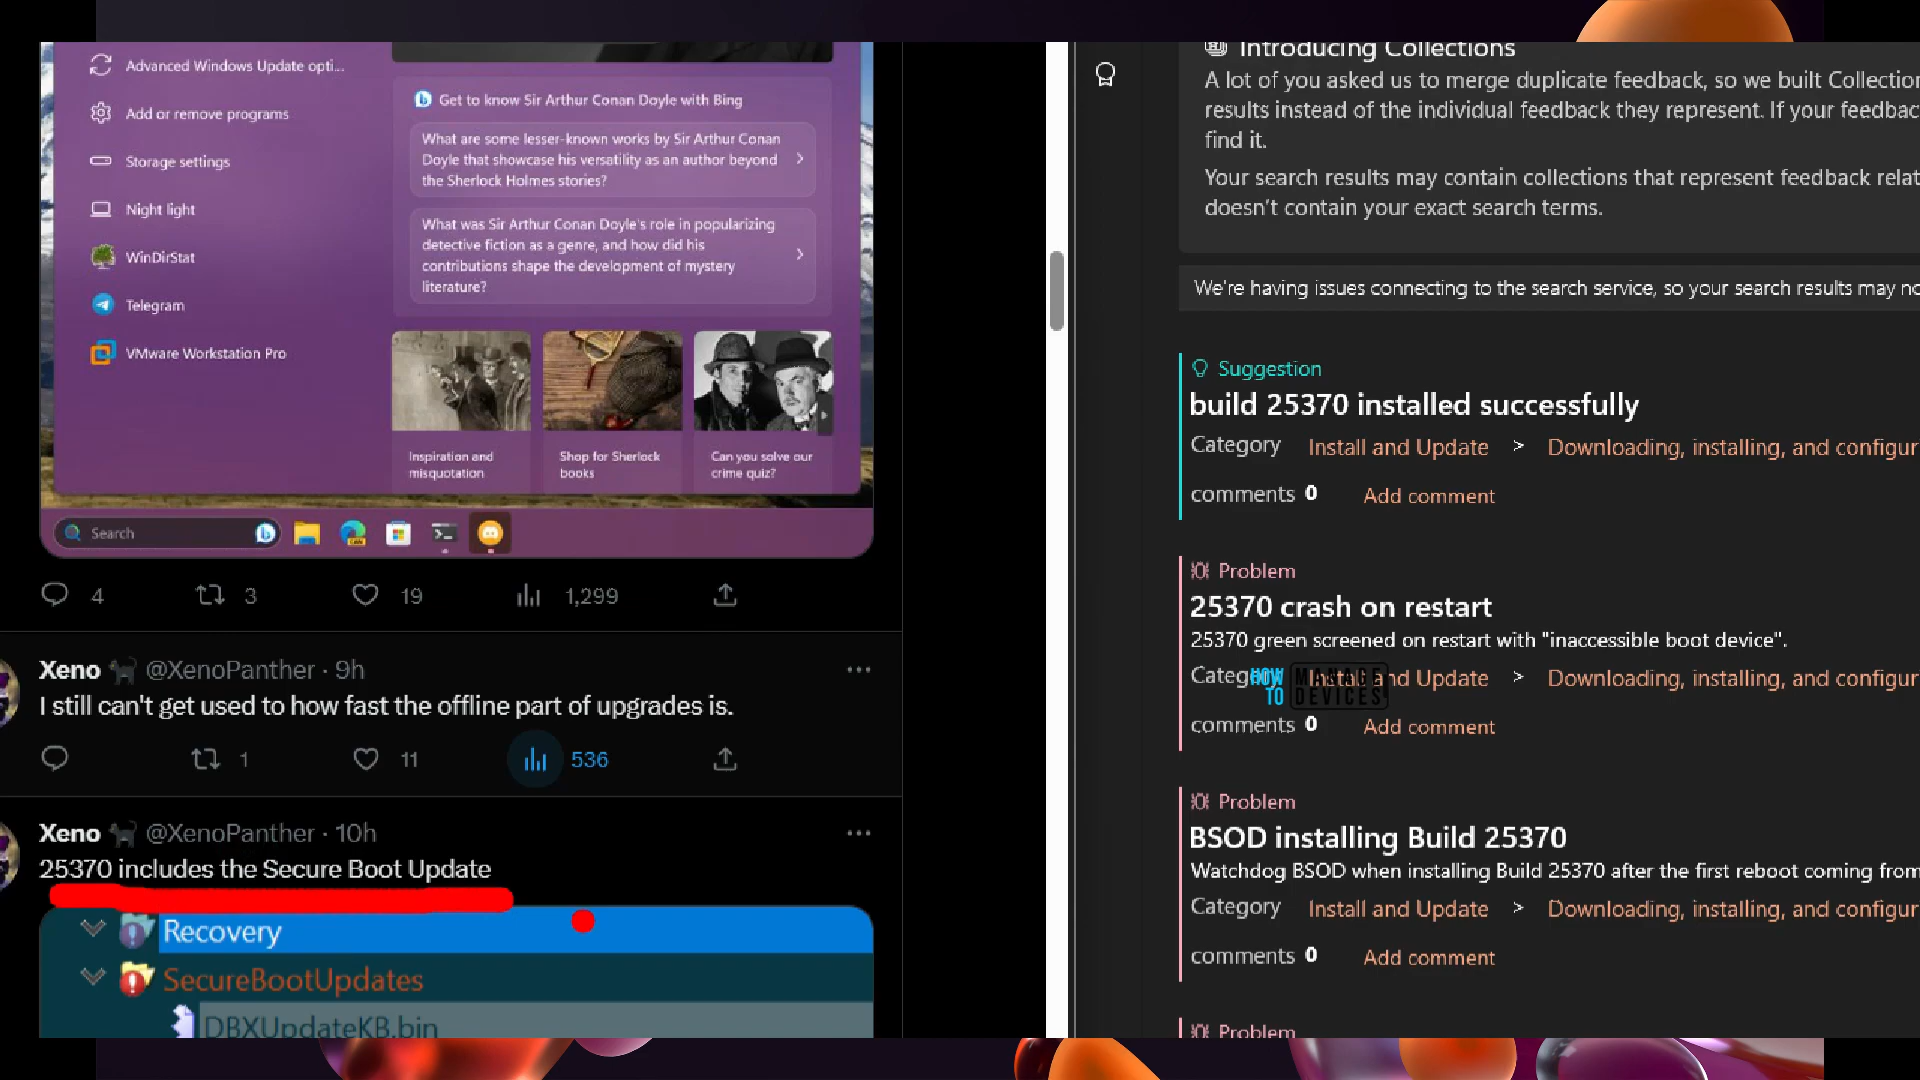 Advanced Windows Update opti...
Add or remove programs
Storage settings
Night light
WinDirStat
Telegram
VMware Workstation Pro
Get to know Sir Arthur Conan Doyle with Bing
What are some lesser-known works by Sir Arthur Conan
Doyle that showcase his versatility as an author beyond
the Sherlock Holmes stories?
What was Sir Arthur Conan Doyle's role in popularizing
detective fiction as a genre, and how did his
contributions shape the development of mystery
literature?
Inspiration and
misquotation
Shop for Sherlock
books
Can you solve our
crime quiz?
Search
4 3 19 1,299
Xeno @XenoPanther · 9h
I still can't get used to how fast the offline part of upgrades is.
1 11 536
Xeno @XenoPanther · 10h
25370 includes the Secure Boot Update
Recovery
SecureBootUpdates
DBXUpdateKB.bin
Introducing Collections
A lot of you asked us to merge duplicate feedback, so we built Collection
results instead of the individual feedback they represent. If your feedbac
find it.
Your search results may contain collections that represent feedback relat
doesn't contain your exact search terms.
We're having issues connecting to the search service, so your search results may no
Suggestion
build 25370 installed successfully
Category Install and Update > Downloading, installing, and configur
comments 0 Add comment
Problem
25370 crash on restart
25370 green screened on restart with "inaccessible boot device".
Category Install and Update > Downloading, installing, and configur
HOW TO MANAGE DEVICES
comments 0 Add comment
Problem
BSOD installing Build 25370
Watchdog BSOD when installing Build 25370 after the first reboot coming from
Category Install and Update > Downloading, installing, and configur
comments 0 Add comment
Problem